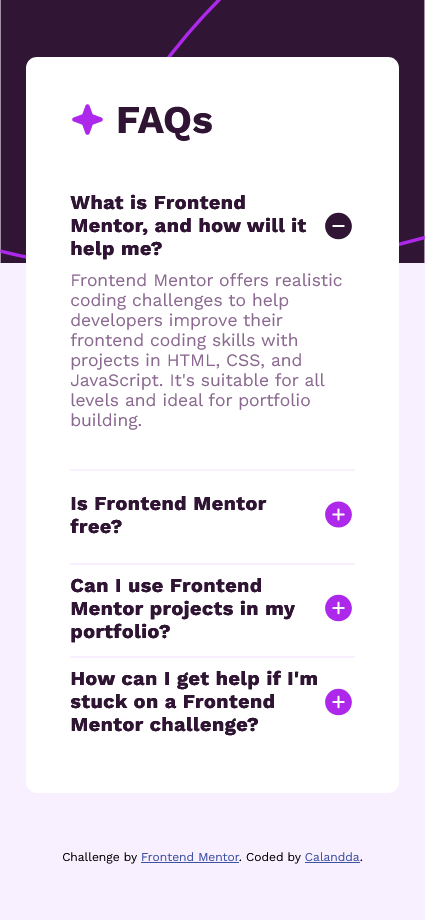 FAQs
What is Frontend
Mentor, and how will it
help me?
Frontend Mentor offers realistic
coding challenges to help
developers improve their
frontend coding skills with
projects in HTML, CSS, and
JavaScript. It's suitable for all
levels and ideal for portfolio
building.
Is Frontend Mentor
free?
Can I use Frontend
Mentor projects in my
portfolio?
How can I get help if I'm
stuck on a Frontend
Mentor challenge?
Challenge by Frontend Mentor. Coded by Calandda.